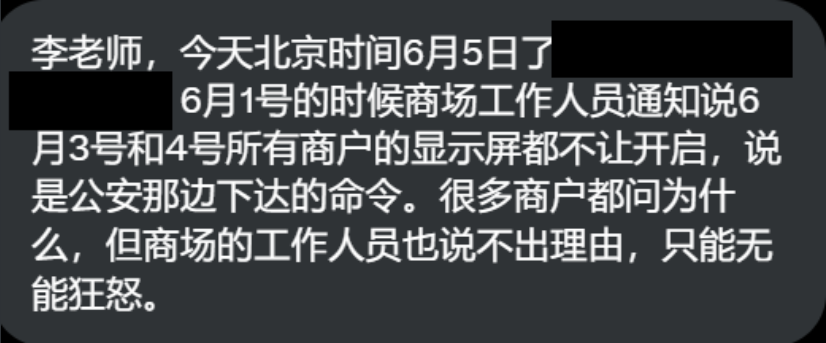 李老师，今天北京时间6月5日了
6月1号的时候商场工作人员通知说6
月3号和4号所有商户的显示屏都不让开启，说
是公安那边下达的命令。很多商户都问为什
么，但商场的工作人员也说不出理由，只能无
能狂怒。